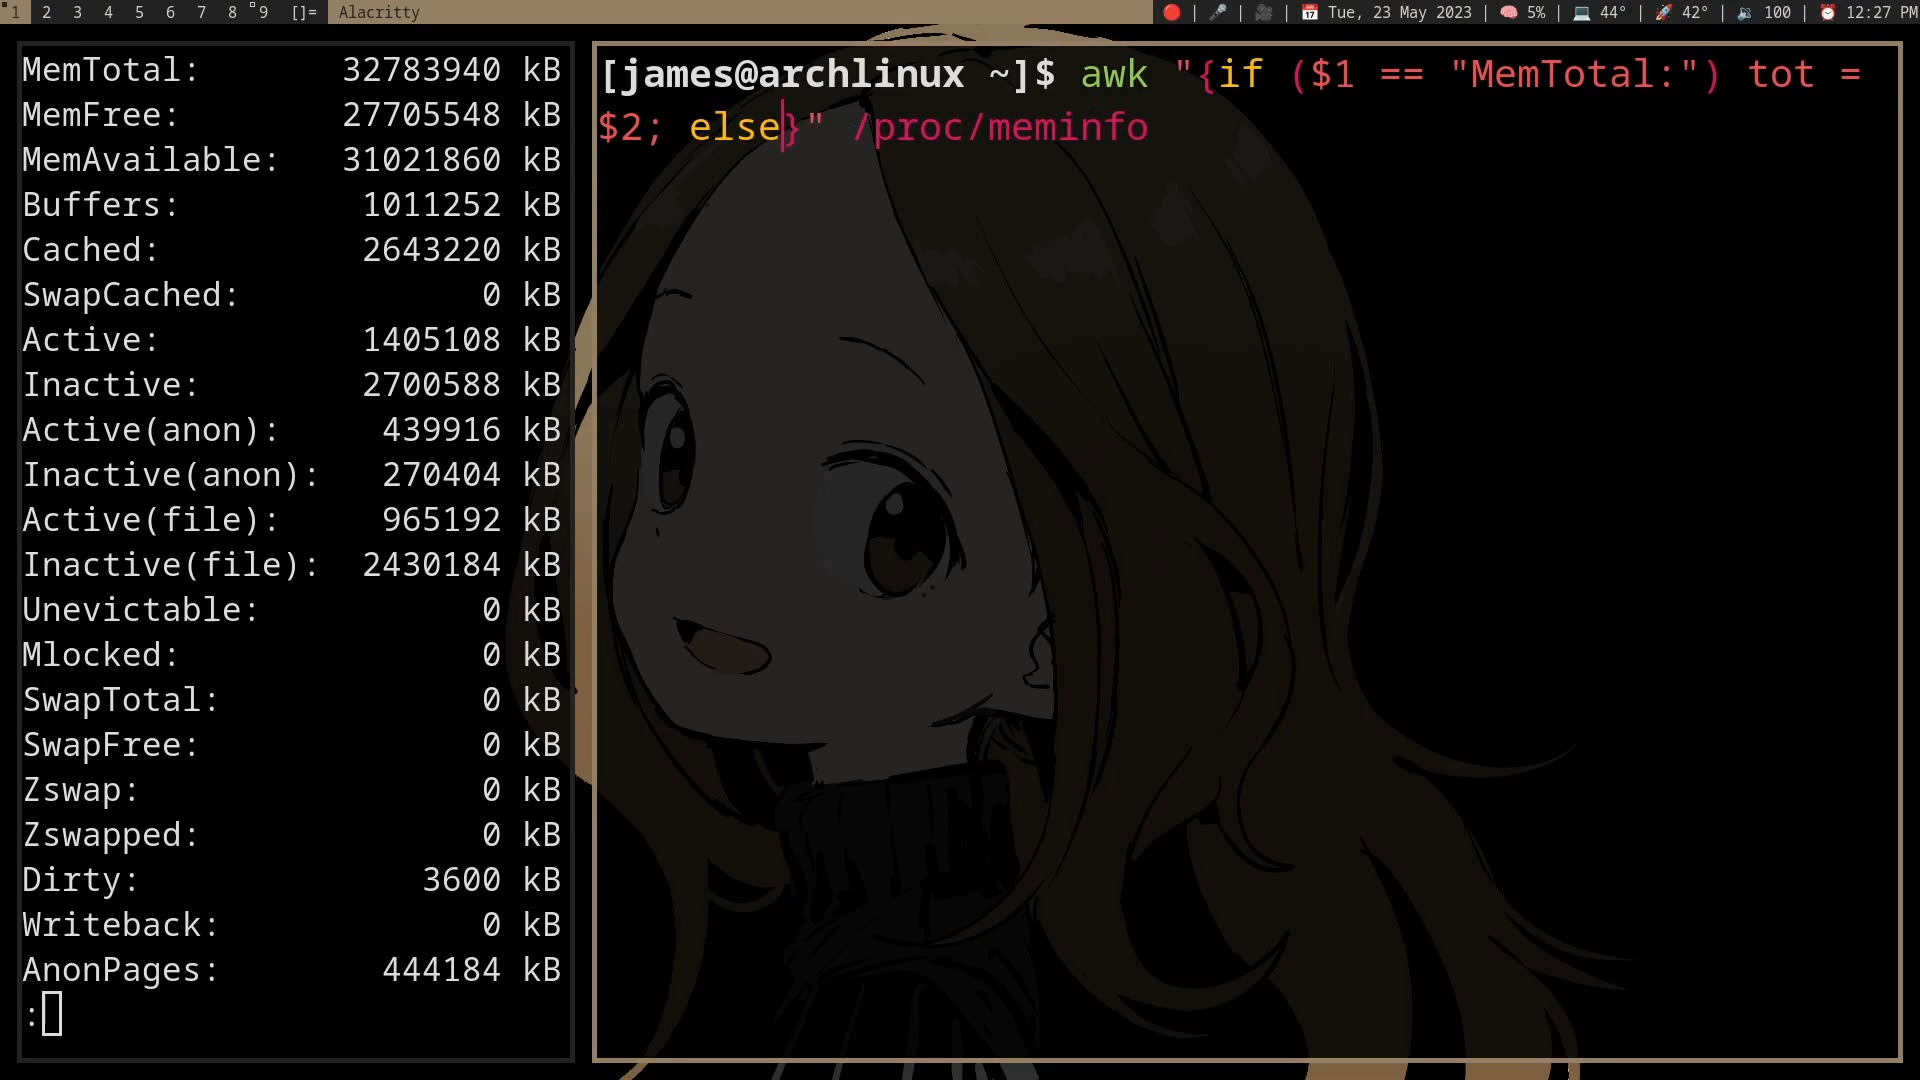 1 2 3 4 5 6 7 8 9 []= Alacritty | | | Tue, 23 May 2023 | 5% | 44° | 42° | 100 | 12:27 PM
MemTotal: 32783940 kB
MemFree: 27705548 kB
MemAvailable: 31021860 kB
Buffers: 1011252 kB
Cached: 2643220 kB
SwapCached: 0 kB
Active: 1405108 kB
Inactive: 2700588 kB
Active(anon): 439916 kB
Inactive(anon): 270404 kB
Active(file): 965192 kB
Inactive(file): 2430184 kB
Unevictable: 0 kB
Mlocked: 0 kB
SwapTotal: 0 kB
SwapFree: 0 kB
Zswap: 0 kB
Zswapped: 0 kB
Dirty: 3600 kB
Writeback: 0 kB
AnonPages: 444184 kB
:
[james@archlinux ~]$ awk "{if ($1 == "MemTotal:") tot =
$2; else}" /proc/meminfo